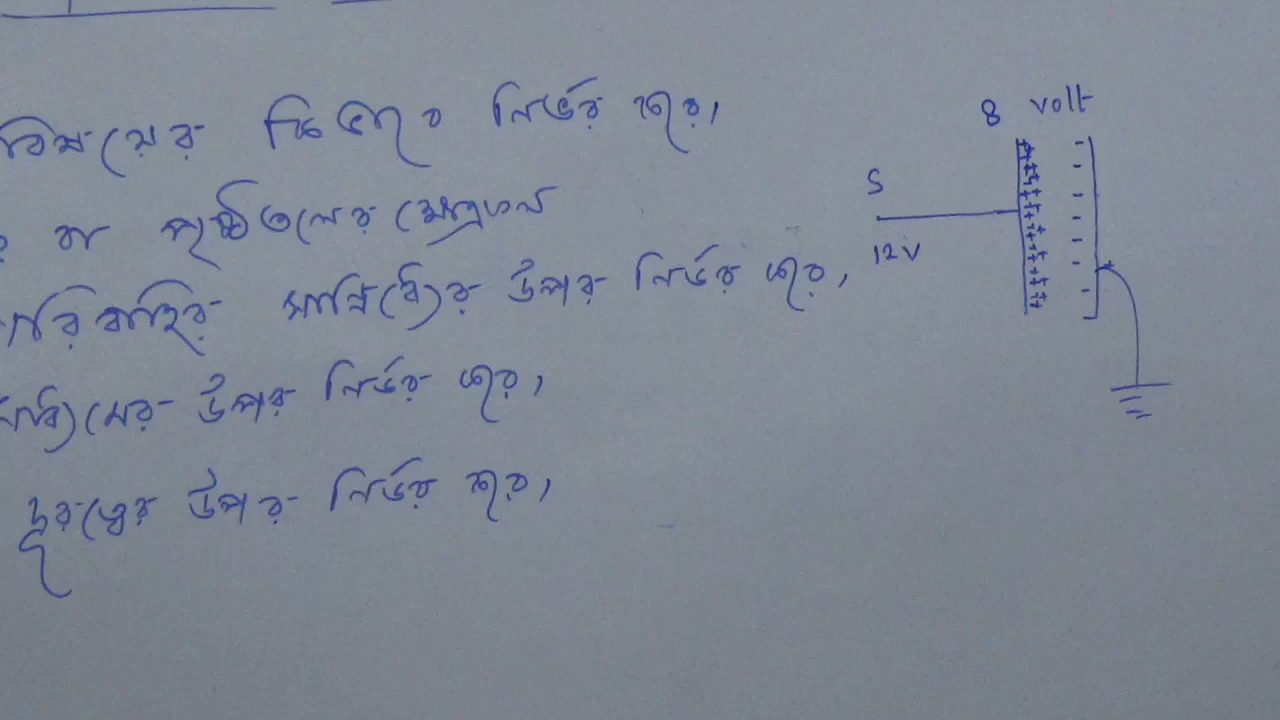 বিষয়ের উপর নির্ভর করে,
র বা পৃষ্ঠতলের ক্ষেত্রফল
পরিবাহির সান্নিধ্যের উপর নির্ভর করে,
মাধ্যমের উপর নির্ভর করে,
দূরত্বের উপর নির্ভর করে,
8 volt
S
12V